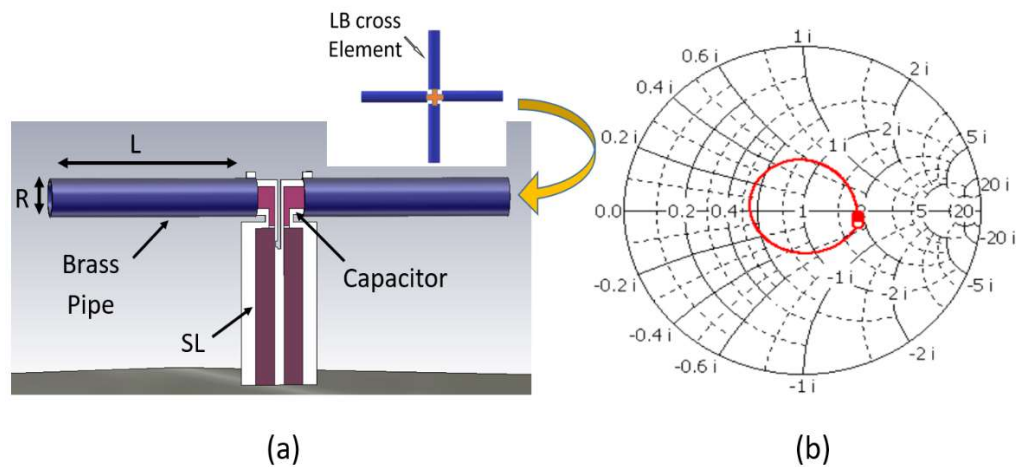 LB cross
Element
L
R
Brass
Pipe
SL
Capacitor
(a)
1 i
0.6 i
2 i
0.4 i
0.2 i
1 i
5 i
20 i
0.0
0.2
0.4
1
5
20
-20 i
-0.2 i
-1 i
-5 i
-0.4 i
-0.6 i
-2 i
-1 i
(b)